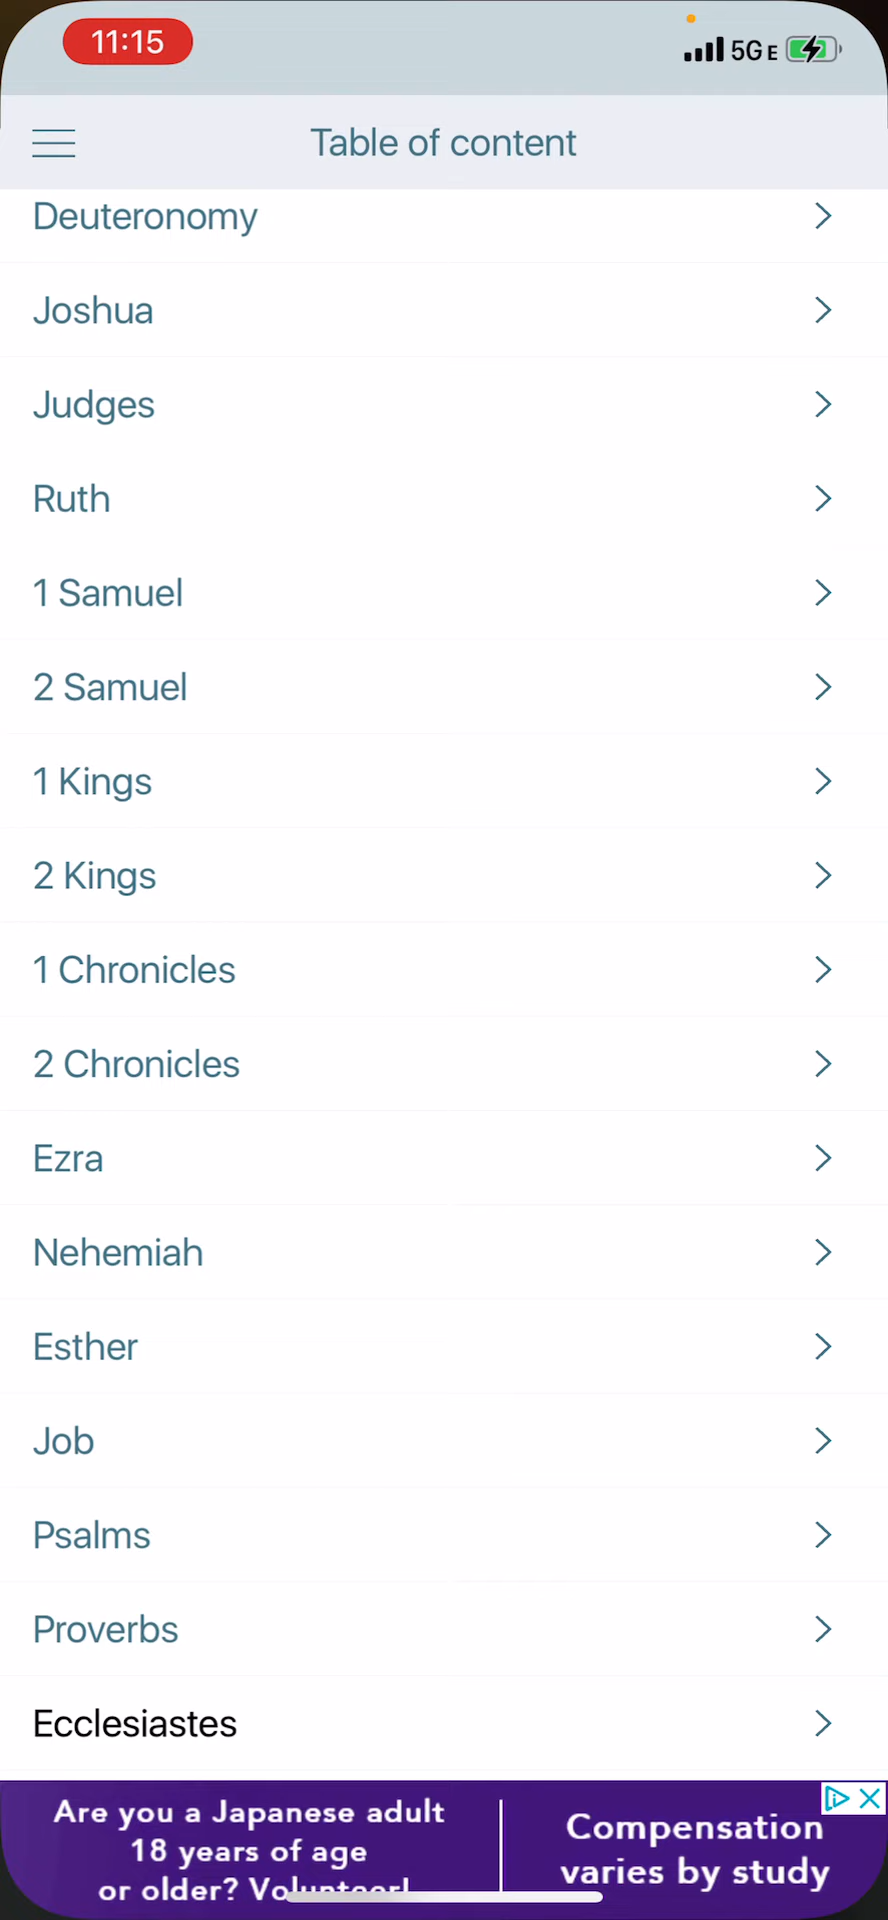 11:15
5G E
Table of content
Deuteronomy
Joshua
Judges
Ruth
1 Samuel
2 Samuel
1 Kings
2 Kings
1 Chronicles
2 Chronicles
Ezra
Nehemiah
Esther
Job
Psalms
Proverbs
Ecclesiastes
Are you a Japanese adult
18 years of age
or older? Volunteer!
Compensation
varies by study